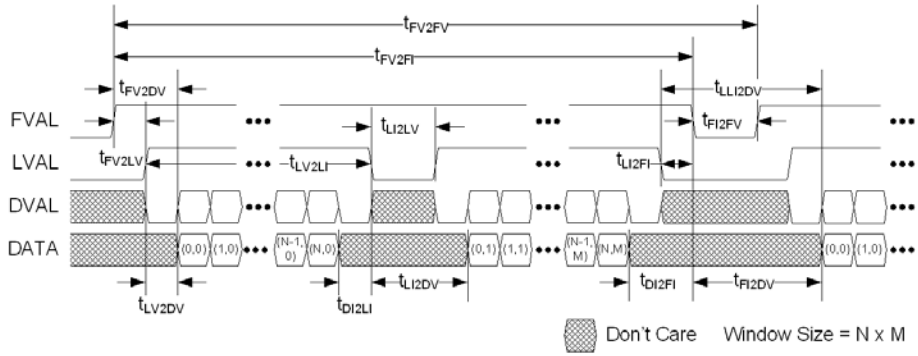 tFV2FV
tFV2FI
tFV2DV
tLLI2DV
FVAL
tLI2LV
tFI2FV
tFV2LV
tLV2LI
tLI2FI
LVAL
DVAL
DATA (0,0) (1,0) (N-1,0) (N,0) (0,1) (1,1) (N-1,M) (N,M) (0,0) (1,0)
tLV2DV
tDI2LI
tLI2DV
tDI2FI
tFI2DV
Don't Care Window Size = N x M